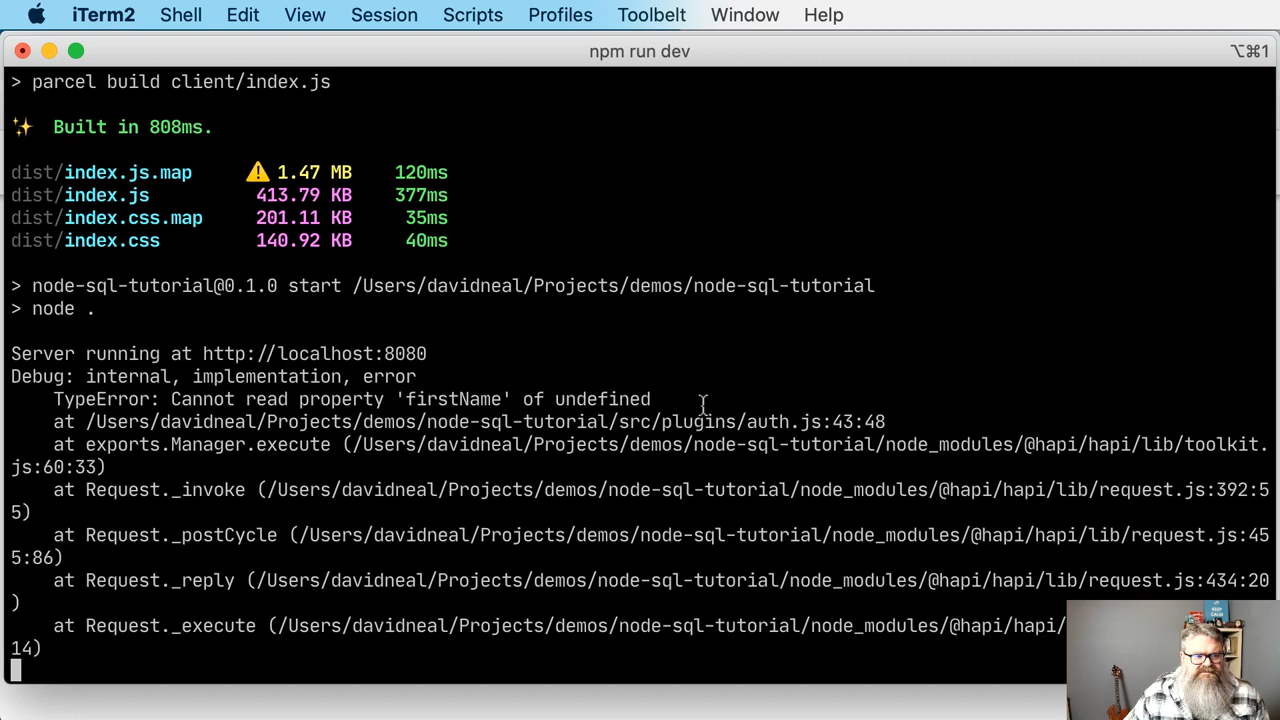 iTerm2 Shell Edit View Session Scripts Profiles Toolbelt Window Help
npm run dev ⌥⌘1
> parcel build client/index.js
✨ Built in 808ms.
dist/index.js.map ⚠️ 1.47 MB 120ms
dist/index.js 413.79 KB 377ms
dist/index.css.map 201.11 KB 35ms
dist/index.css 140.92 KB 40ms
> node-sql-tutorial@0.1.0 start /Users/davidneal/Projects/demos/node-sql-tutorial
> node .
Server running at http://localhost:8080
Debug: internal, implementation, error
TypeError: Cannot read property 'firstName' of undefined
at /Users/davidneal/Projects/demos/node-sql-tutorial/src/plugins/auth.js:43:48
at exports.Manager.execute (/Users/davidneal/Projects/demos/node-sql-tutorial/node_modules/@hapi/hapi/lib/toolkit.
js:60:33)
at Request._invoke (/Users/davidneal/Projects/demos/node-sql-tutorial/node_modules/@hapi/hapi/lib/request.js:392:5
5)
at Request._postCycle (/Users/davidneal/Projects/demos/node-sql-tutorial/node_modules/@hapi/hapi/lib/request.js:45
5:86)
at Request._reply (/Users/davidneal/Projects/demos/node-sql-tutorial/node_modules/@hapi/hapi/lib/request.js:434:20
)
at Request._execute (/Users/davidneal/Projects/demos/node-sql-tutorial/node_modules/@hapi/hapi/
14)
KEEP
CALM